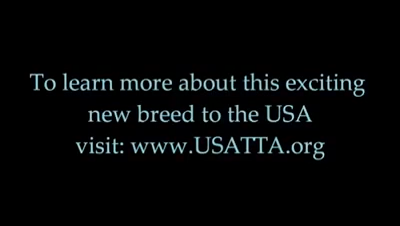 To learn more about this exciting
new breed to the USA
visit: www.USATTA.org